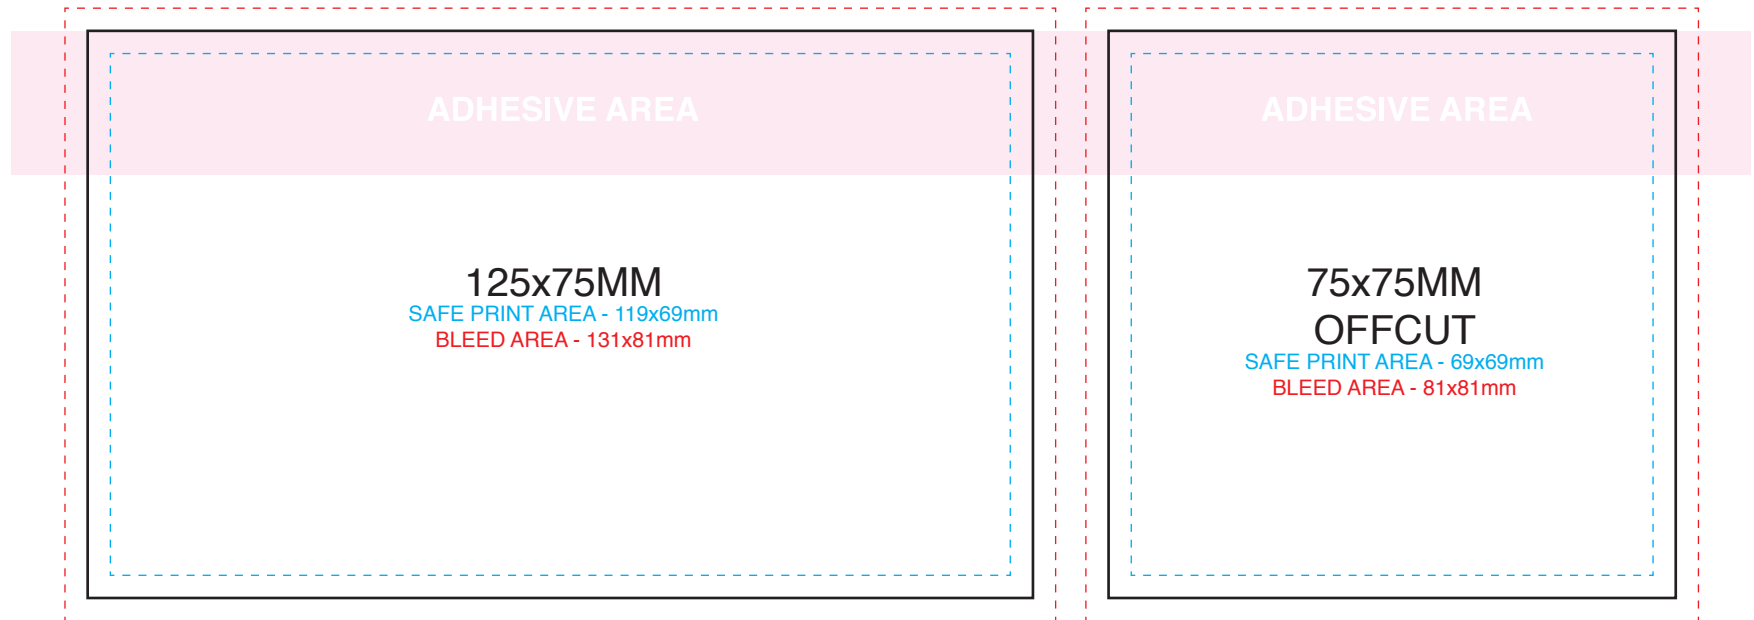 ADHESIVE AREA
125x75MM
SAFE PRINT AREA - 119x69mm
BLEED AREA - 131x81mm
ADHESIVE AREA
75x75MM
OFFCUT
SAFE PRINT AREA - 69x69mm
BLEED AREA - 81x81mm